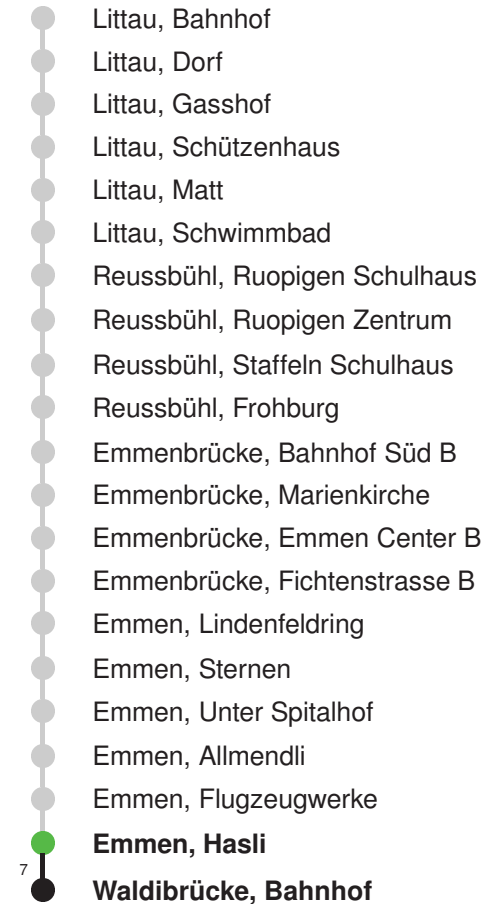 Littau, Bahnhof
Littau, Dorf
Littau, Gasshof
Littau, Schützenhaus
Littau, Matt
Littau, Schwimmbad
Reussbühl, Ruopigen Schulhaus
Reussbühl, Ruopigen Zentrum
Reussbühl, Staffeln Schulhaus
Reussbühl, Frohburg
Emmenbrücke, Bahnhof Süd B
Emmenbrücke, Marienkirche
Emmenbrücke, Emmen Center B
Emmenbrücke, Fichtenstrasse B
Emmen, Lindenfeldring
Emmen, Sternen
Emmen, Unter Spitalhof
Emmen, Allmendli
Emmen, Flugzeugwerke
Emmen, Hasli
7
Waldibrücke, Bahnhof